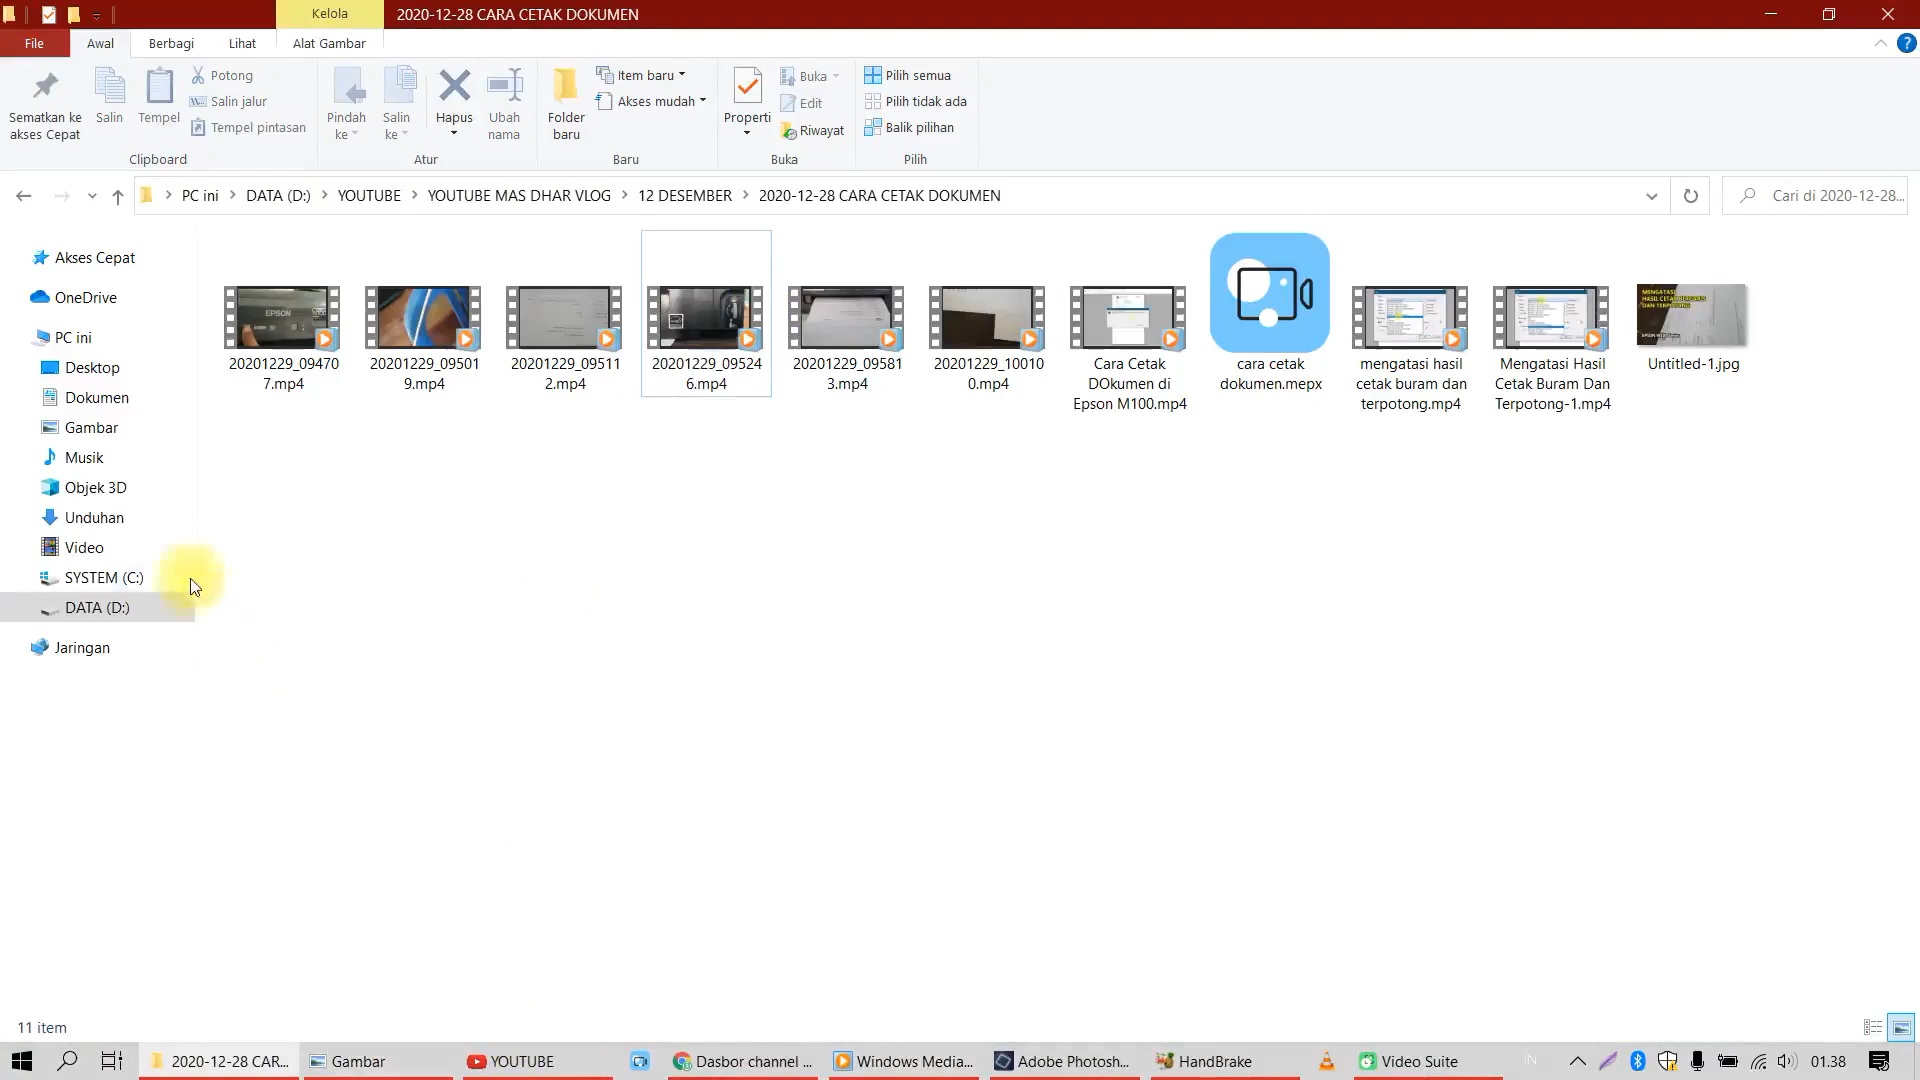 Kelola
2020-12-28 CARA CETAK DOKUMEN
File
Awal
Berbagi
Lihat
Alat Gambar
?
Sematkan ke
akses Cepat
Salin
Tempel
Potong
Salin jalur
Tempel pintasan
Clipboard
Pindah
ke
Salin
ke
Hapus
Ubah
nama
Atur
Folder
baru
Item baru
Akses mudah
Baru
Properti
Buka
Edit
Riwayat
Buka
Pilih semua
Pilih tidak ada
Balik pilihan
Pilih
PC ini
DATA (D:)
YOUTUBE
YOUTUBE MAS DHAR VLOG
12 DESEMBER
2020-12-28 CARA CETAK DOKUMEN
Cari di 2020-12-28...
Akses Cepat
OneDrive
PC ini
Desktop
Dokumen
Gambar
Musik
Objek 3D
Unduhan
Video
SYSTEM (C:)
DATA (D:)
Jaringan
EPSON
20201229_09470
7.mp4
20201229_09501
9.mp4
20201229_09511
2.mp4
20201229_09524
6.mp4
20201229_09581
3.mp4
20201229_10010
0.mp4
Cara Cetak
DOkumen di
Epson M100.mp4
cara cetak
dokumen.mepx
mengatasi hasil
cetak buram dan
terpotong.mp4
Mengatasi Hasil
Cetak Buram Dan
Terpotong-1.mp4
MENGATASI
HASIL CETAK BERGARIS
DAN TERPOTONG
Untitled-1.jpg
11 item
2020-12-28 CAR...
Gambar
YOUTUBE
Dasbor channel ...
Windows Media...
Adobe Photosh...
HandBrake
Video Suite
IN
01.38